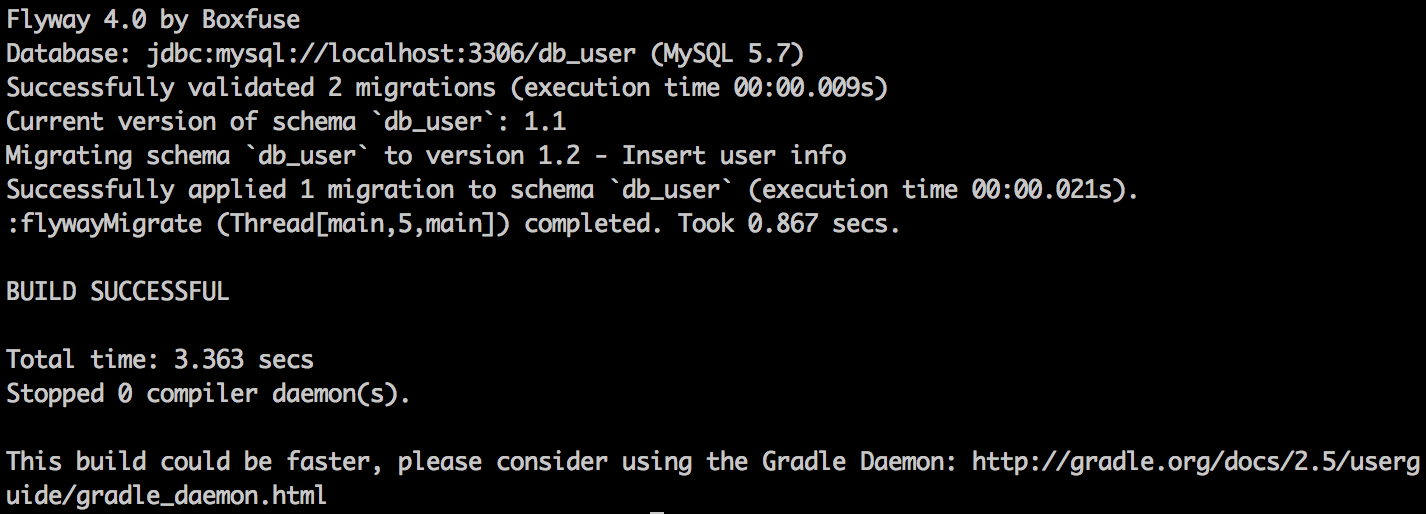 Flyway 4.0 by Boxfuse
Database: jdbc:mysql://localhost:3306/db_user (MySQL 5.7)
Successfully validated 2 migrations (execution time 00:00.009s)
Current version of schema `db_user`: 1.1
Migrating schema `db_user` to version 1.2 - Insert user info
Successfully applied 1 migration to schema `db_user` (execution time 00:00.021s).
:flywayMigrate (Thread[main,5,main]) completed. Took 0.867 secs.
BUILD SUCCESSFUL
Total time: 3.363 secs
Stopped 0 compiler daemon(s).
This build could be faster, please consider using the Gradle Daemon: http://gradle.org/docs/2.5/userg
uide/gradle_daemon.html